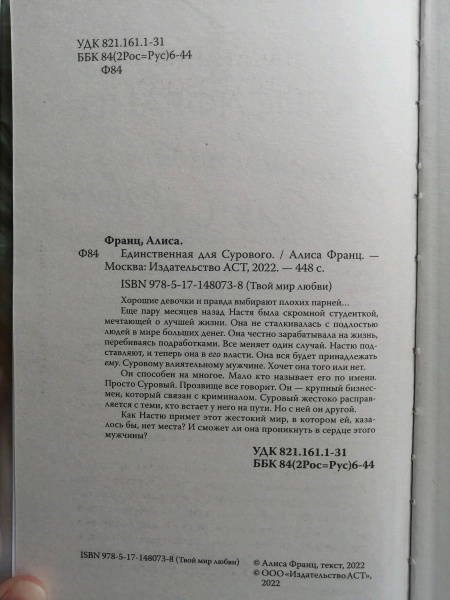 УДК 821.161.1-31
ББК 84(2Рос=Рус)6-44
Ф84
Франц, Алиса.
Ф84 Единственная для Сурового. / Алиса Франц. —
Москва: Издательство АСТ, 2022. — 448 с.
ISBN 978-5-17-148073-8 (Твой мир любви)
Хорошие девочки и правда выбирают плохих парней...
Еще пару месяцев назад Настя была скромной студенткой,
мечтающей о лучшей жизни. Она не сталкивалась с подлостью
людей в мире больших денег. Она честно зарабатывала на жизнь,
перебиваясь подработками. Все меняет один случай. Настю под-
ставляют, и теперь она в его власти. Она вся будет принадлежать
ему. Суровому влиятельному мужчине. Хочет она того или нет.
Он способен на многое. Мало кто называет его по имени.
Просто Суровый. Прозвище все говорит. Он — крупный бизнес-
мен, который связан с криминалом. Суровый жестоко расправ-
ляется с теми, кто встает у него на пути. Но с ней он другой.
Как Настю примет этот жестокий мир, в котором ей, каза-
лось бы, нет места? И сможет ли она проникнуть в сердце этого
мужчины?
УДК 821.161.1-31
ББК 84(2Рос=Рус)6-44
ISBN 978-5-17-148073-8 (Твой мир любви)
© Алиса Франц, текст, 2022
© ООО «Издательство АСТ»,
2022